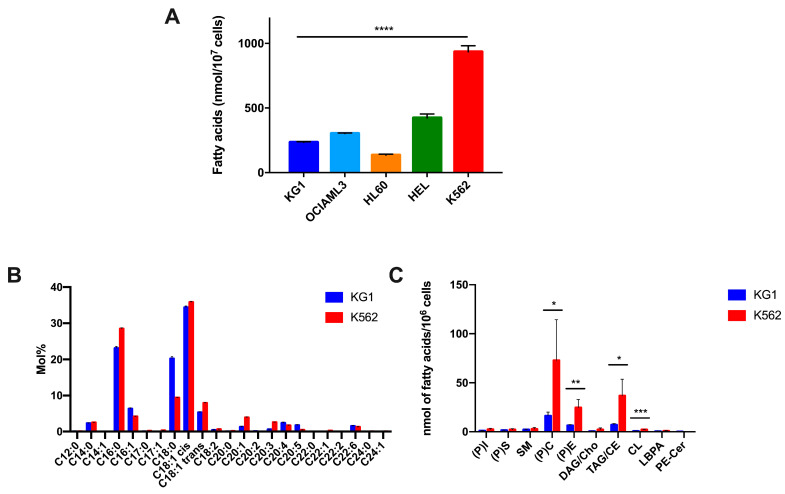 A
Fatty acids (nmol/10⁷ cells)
1000
500
0
****
KG1
OCIAML3
HL60
HEL
K562
B
Mol%
40
30
20
10
0
KG1
K562
C12:0
C14:0
C14:1
C16:0
C16:1
C17:0
C17:1
C18:0
C18:1 cis
C18:1 trans
C18:2
C20:0
C20:1
C20:2
C20:3
C20:4
C20:5
C22:0
C22:1
C22:2
C22:6
C24:0
C24:1
C
nmol of fatty acids/10⁶ cells
150
100
50
0
*
**
*
***
KG1
K562
(P)I
(P)S
SM
(P)C
(P)E
DAG/Cho
TAG/CE
CL
LBPA
PE-Cer